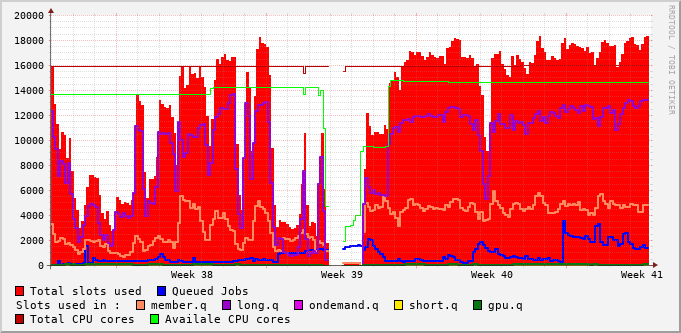 RRDTOOL / TOBI OETIKER
20000
18000
16000
14000
12000
10000
8000
6000
4000
2000
0
Week 38 Week 39 Week 40 Week 41
Total slots used Queued Jobs
Slots used in : member.q long.q ondemand.q short.q gpu.q
Total CPU cores Availale CPU cores